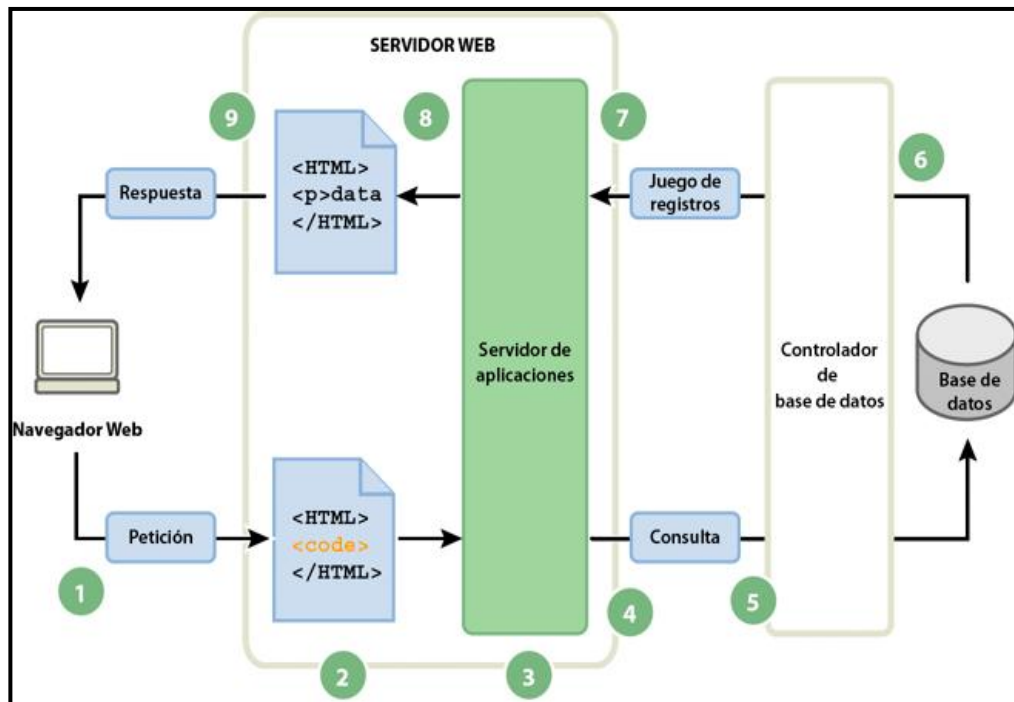 SERVIDOR WEB
9
8
7
6
<HTML>
<p>data
</HTML>
Respuesta
Juego de
registros
Servidor de
aplicaciones
Controlador
de
base de datos
Base de
datos
Navegador Web
Petición
<HTML>
<code>
</HTML>
Consulta
1
2
3
4
5